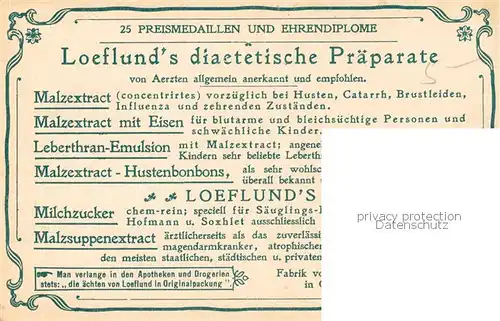 25 PREISMEDAILLEN UND EHRENDIPLOME
Loeflund's diaetetische Präparate
von Aerzten allgemein anerkannt und empfohlen.
Malzextract (concentrirtes) vorzüglich bei Husten, Catarrh, Brustleiden,
Influenza und zehrenden Zuständen.
Malzextract mit Eisen für blutarme und bleichsüchtige Personen und
schwächliche Kinder.
Leberthran-Emulsion mit Malzextract; angene
Kindern sehr beliebte Leberth
Malzextract-Hustenbonbons, als sehr wohlsc
überall bekannt
LOEFLUND'S
Milchzucker chem-rein; speciell für Säuglings-
Hofmann u. Soxhlet ausschliesslich
Malzsuppenextract ärztlicherseits als das zuverläss
magendarmkranker, atrophische
den meisten staatlichen, städtischen u. privaten
Man verlange in den Apotheken und Drogerien
stets: „die ächten von Loeflund in Originalpackung".
Fabrik vo
in G
privacy protection
Datenschutz